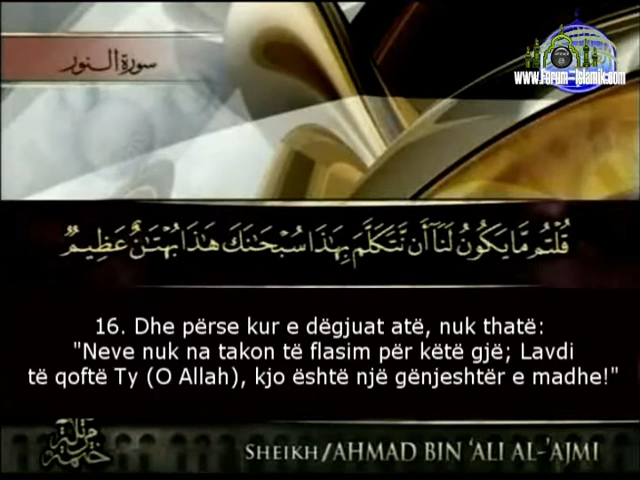 سورة النور
www.Forum-Islamik.com
قُلْتُم مَّا يَكُونُ لَنَا أَن نَّتَكَلَّمَ بِهَٰذَا سُبْحَانَكَ هَٰذَا بُهْتَانٌ عَظِيمٌ
16. Dhe përse kur e dëgjuat atë, nuk thatë:
"Neve nuk na takon të flasim për këtë gjë; Lavdi
të qoftë Ty (O Allah), kjo është një gënjeshtër e madhe!"
SHEIKH/AHMAD BIN 'ALI AL-'AJMI